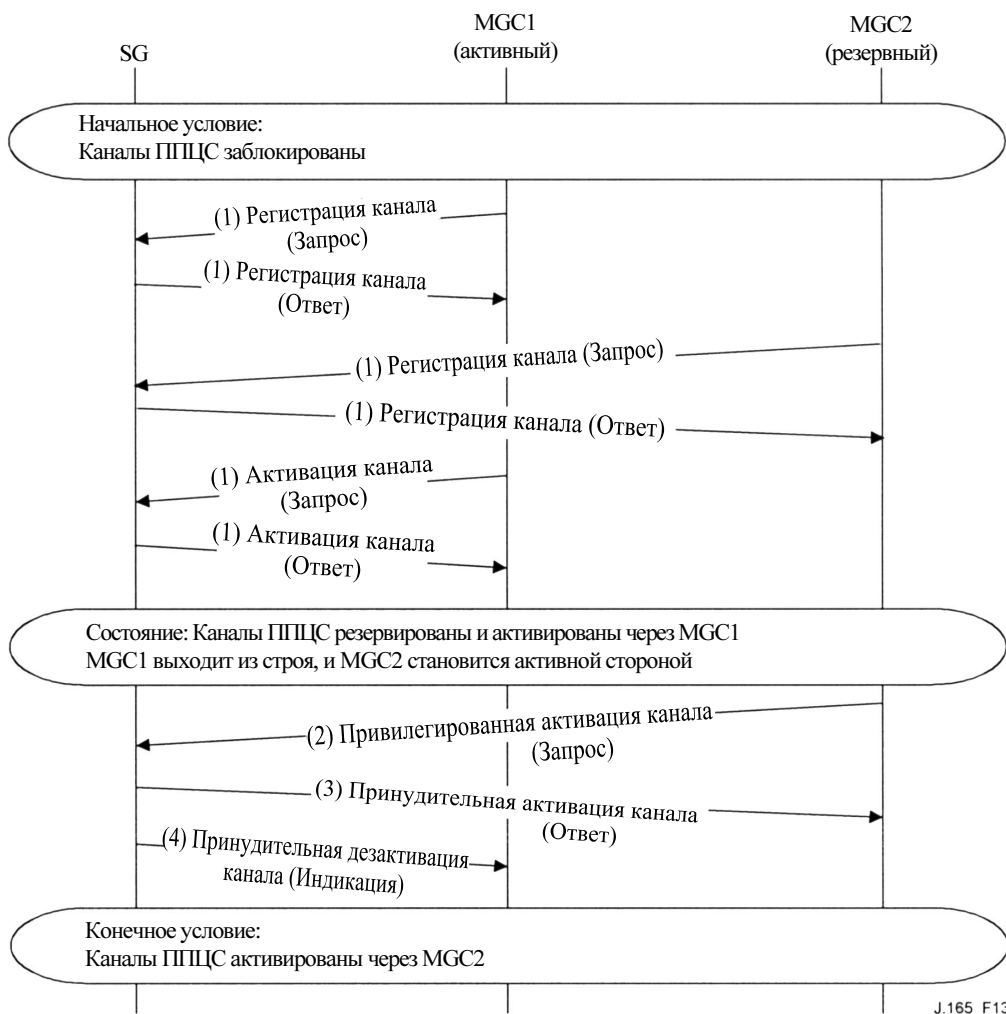 MGC1
(активный)
MGC2
(резервный)
SG
Начальное условие:
Каналы ППЦС заблокированы
(1) Регистрация канала
(Запрос)
(1) Регистрация канала
(Ответ)
(1) Регистрация канала (Запрос)
(1) Регистрация канала (Ответ)
(1) Активация канала
(Запрос)
(1) Активация канала
(Ответ)
Состояние: Каналы ППЦС резервированы и активированы через MGC1
MGC1 выходит из строя, и MGC2 становится активной стороной
(2) Привилегированная активация канала
(Запрос)
(3) Принудительная активация канала
(Ответ)
(4) Принудительная дезактивация
канала (Индикация)
Конечное условие:
Каналы ППЦС активированы через MGC2
J.165_F13